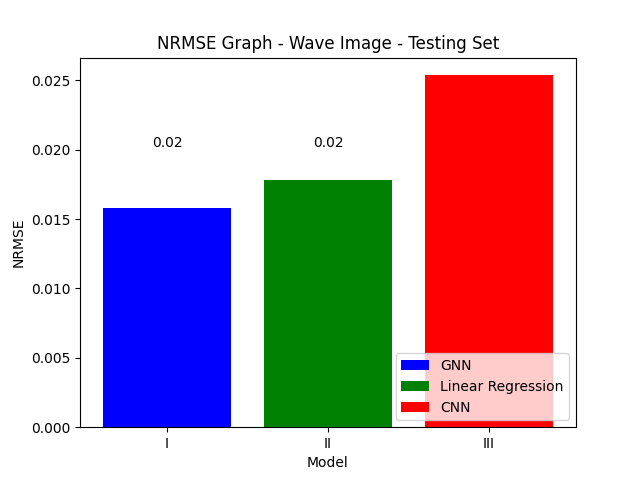 NRMSE Graph - Wave Image - Testing Set
NRMSE
0.025
0.020
0.015
0.010
0.005
0.000
0.02
0.02
GNN
Linear Regression
CNN
I
II
III
Model